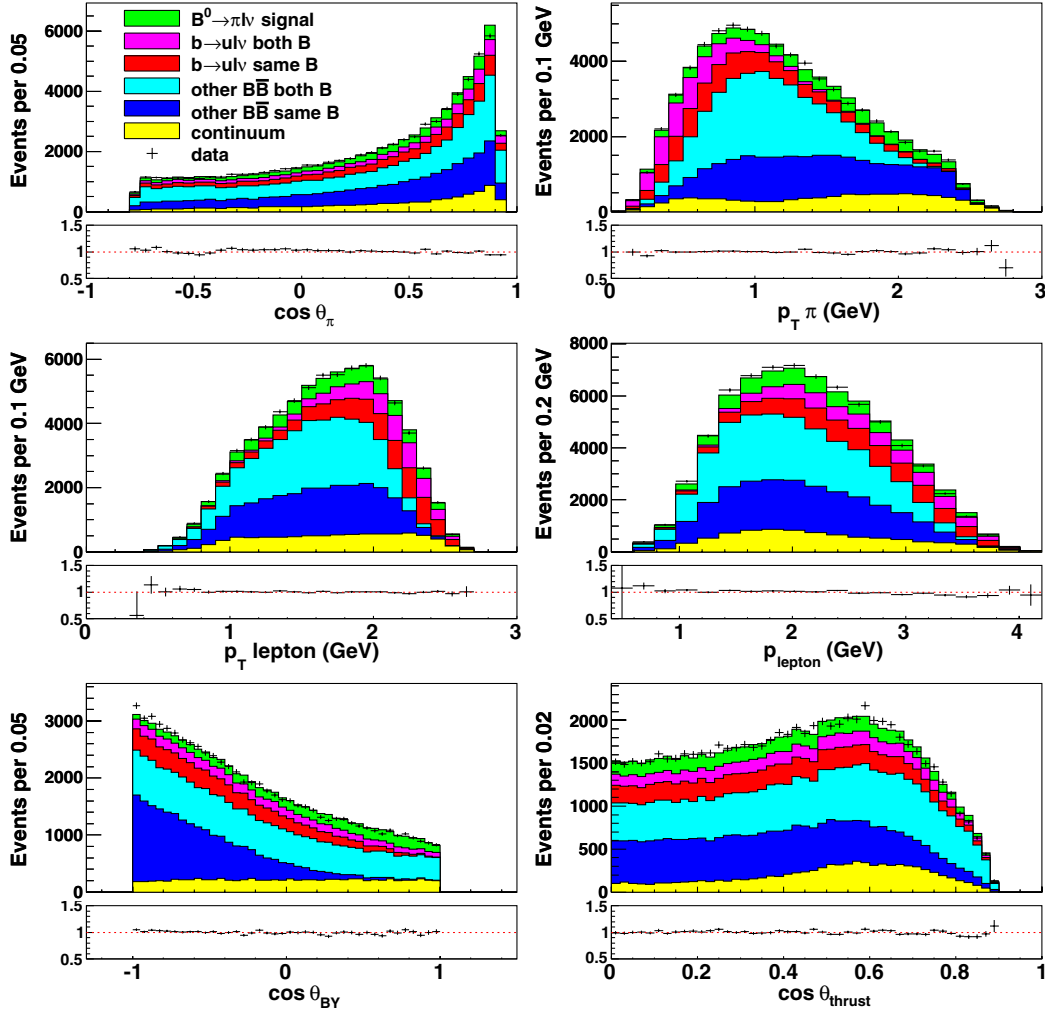 Events per 0.05
6000
4000
2000
0
B⁰→πlν signal
b→ulν both B
b→ulν same B
other BB̅ both B
other BB̅ same B
continuum
data
1.5
1
0.5
-1 -0.5 0 0.5 1
cos θπ
Events per 0.1 GeV
4000
2000
0
1.5
1
0.5
0 1 2 3
pT π (GeV)
Events per 0.1 GeV
6000
4000
2000
0
1.5
1
0.5
0 1 2 3
pT lepton (GeV)
Events per 0.2 GeV
8000
6000
4000
2000
0
1.5
1
0.5
1 2 3 4
plepton (GeV)
Events per 0.05
3000
2000
1000
0
1.5
1
0.5
-1 0 1
cos θBY
Events per 0.02
2000
1500
1000
500
0
1.5
1
0.5
0 0.2 0.4 0.6 0.8 1
cos θthrust